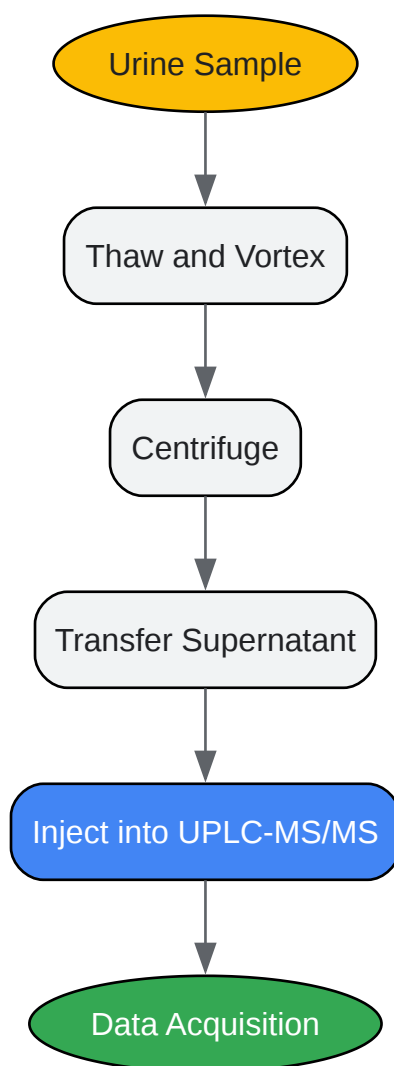 Urine Sample
Thaw and Vortex
Centrifuge
Transfer Supernatant
Inject into UPLC-MS/MS
Data Acquisition